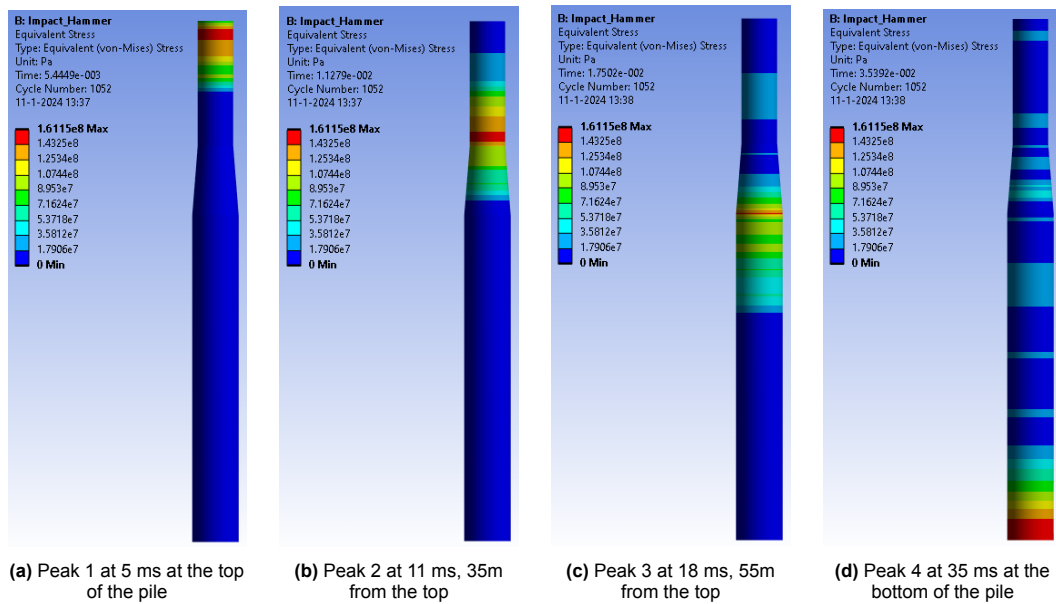 B: Impact_Hammer
Equivalent Stress
Type: Equivalent (von-Mises) Stress
Unit: Pa
Time: 5.4449e-003
Cycle Number: 1052
11-1-2024 13:37
1.6115e8 Max
1.4325e8
1.2534e8
1.0744e8
8.953e7
7.1624e7
5.3718e7
3.5812e7
1.7906e7
0 Min
(a) Peak 1 at 5 ms at the top
of the pile
B: Impact_Hammer
Equivalent Stress
Type: Equivalent (von-Mises) Stress
Unit: Pa
Time: 1.1279e-002
Cycle Number: 1052
11-1-2024 13:37
1.6115e8 Max
1.4325e8
1.2534e8
1.0744e8
8.953e7
7.1624e7
5.3718e7
3.5812e7
1.7906e7
0 Min
(b) Peak 2 at 11 ms, 35m
from the top
B: Impact_Hammer
Equivalent Stress
Type: Equivalent (von-Mises) Stress
Unit: Pa
Time: 1.7502e-002
Cycle Number: 1052
11-1-2024 13:38
1.6115e8 Max
1.4325e8
1.2534e8
1.0744e8
8.953e7
7.1624e7
5.3718e7
3.5812e7
1.7906e7
0 Min
(c) Peak 3 at 18 ms, 55m
from the top
B: Impact_Hammer
Equivalent Stress
Type: Equivalent (von-Mises) Stress
Unit: Pa
Time: 3.5392e-002
Cycle Number: 1052
11-1-2024 13:38
1.6115e8 Max
1.4325e8
1.2534e8
1.0744e8
8.953e7
7.1624e7
5.3718e7
3.5812e7
1.7906e7
0 Min
(d) Peak 4 at 35 ms at the
bottom of the pile